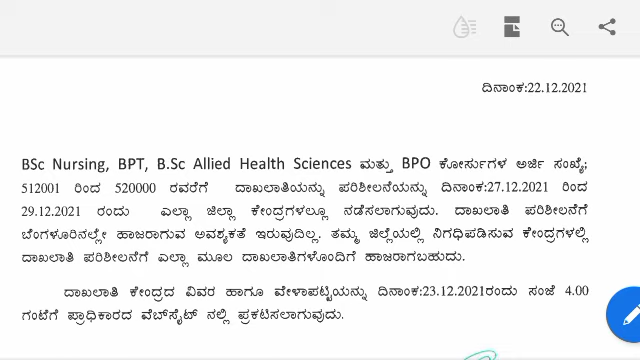 ದಿನಾಂಕ:22.12.2021
BSc Nursing, BPT, B.Sc Allied Health Sciences ಮತ್ತು BPO ಕೋರ್ಸುಗಳ ಅರ್ಜಿ ಸಂಖ್ಯೆ;
512001 ರಿಂದ 520000 ರವರೆಗೆ ದಾಖಲಾತಿಯನ್ನು ಪರಿಶೀಲನೆಯನ್ನು ದಿನಾಂಕ:27.12.2021 ರಿಂದ
29.12.2021 ರಂದು ಎಲ್ಲಾ ಜಿಲ್ಲಾ ಕೇಂದ್ರಗಳಲ್ಲೂ ನಡೆಸಲಾಗುವುದು. ದಾಖಲಾತಿ ಪರಿಶೀಲನೆಗೆ
ಬೆಂಗಳೂರಿನಲ್ಲೇ ಹಾಜರಾಗುವ ಅವಶ್ಯಕತೆ ಇರುವುದಿಲ್ಲ. ತಮ್ಮ ಜಿಲ್ಲೆಯಲ್ಲಿ ನಿಗಧಿಪಡಿಸುವ ಕೇಂದ್ರಗಳಲ್ಲಿ
ದಾಖಲಾತಿ ಪರಿಶೀಲನೆಗೆ ಎಲ್ಲಾ ಮೂಲ ದಾಖಲಾತಿಗಳೊಂದಿಗೆ ಹಾಜರಾಗಬಹುದು.
ದಾಖಲಾತಿ ಕೇಂದ್ರದ ವಿವರ ಹಾಗೂ ವೇಳಾಪಟ್ಟಿಯನ್ನು ದಿನಾಂಕ:23.12.2021ರಂದು ಸಂಜೆ 4.00
ಗಂಟೆಗೆ ಪ್ರಾಧಿಕಾರದ ವೆಬ್‌ಸೈಟ್ ನಲ್ಲಿ ಪ್ರಕಟಿಸಲಾಗುವುದು.